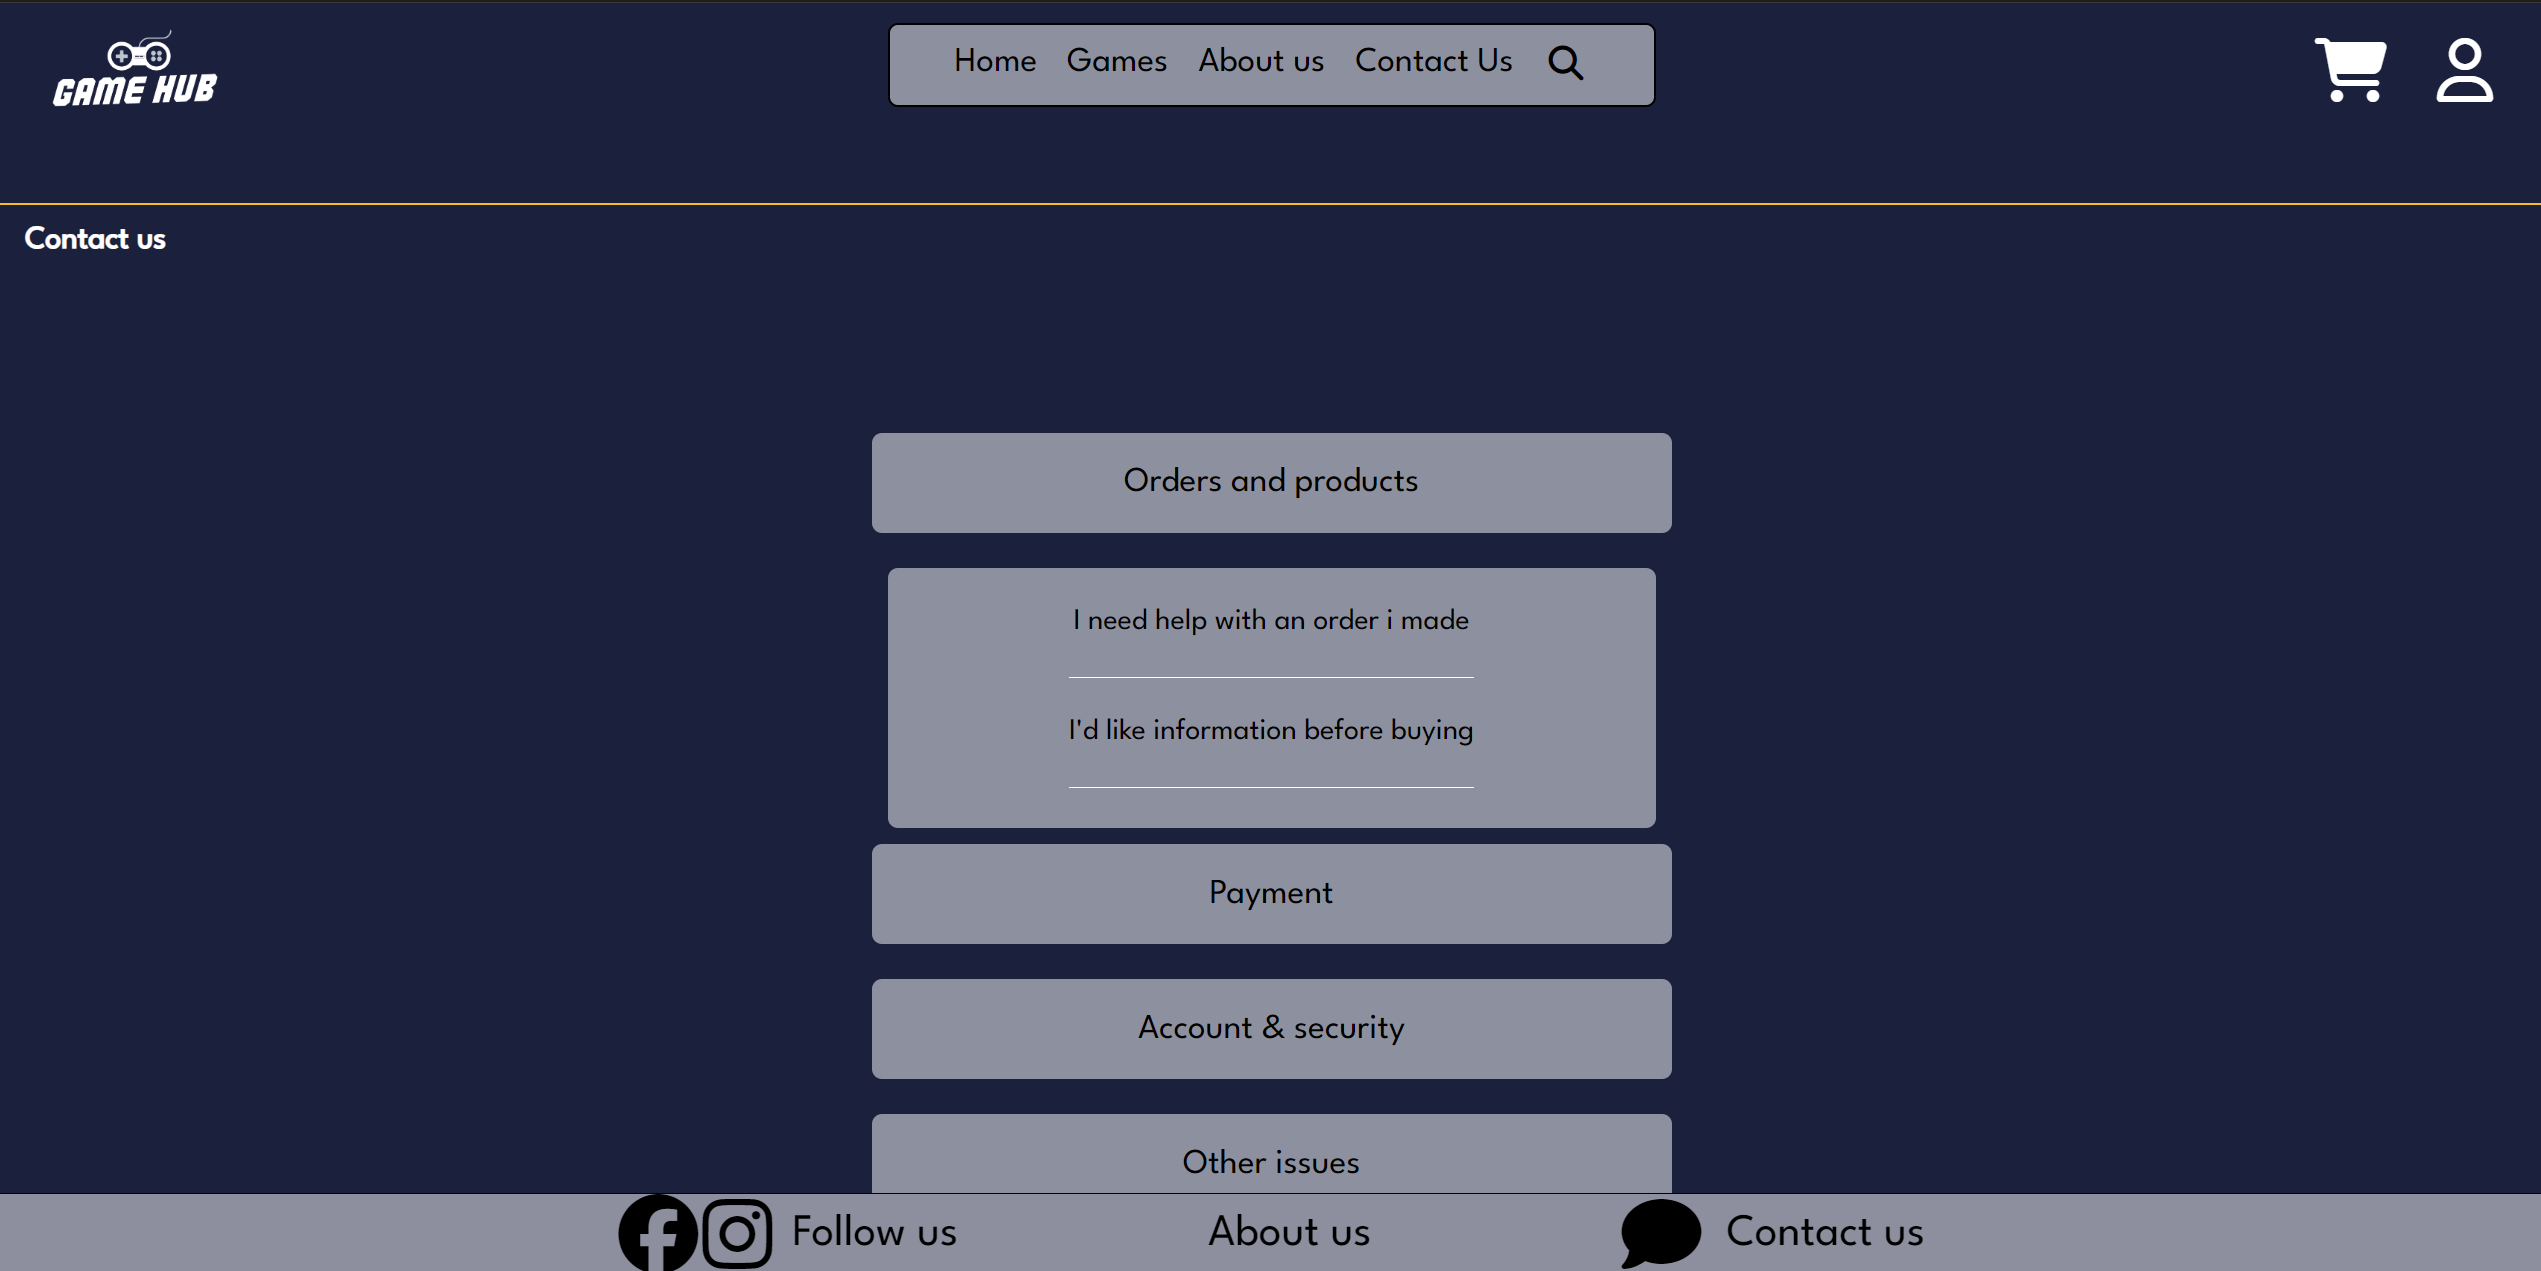 GAME HUB
Home Games About us Contact Us
Contact us
Orders and products
I need help with an order i made
I'd like information before buying
Payment
Account & security
Other issues
Follow us About us Contact us